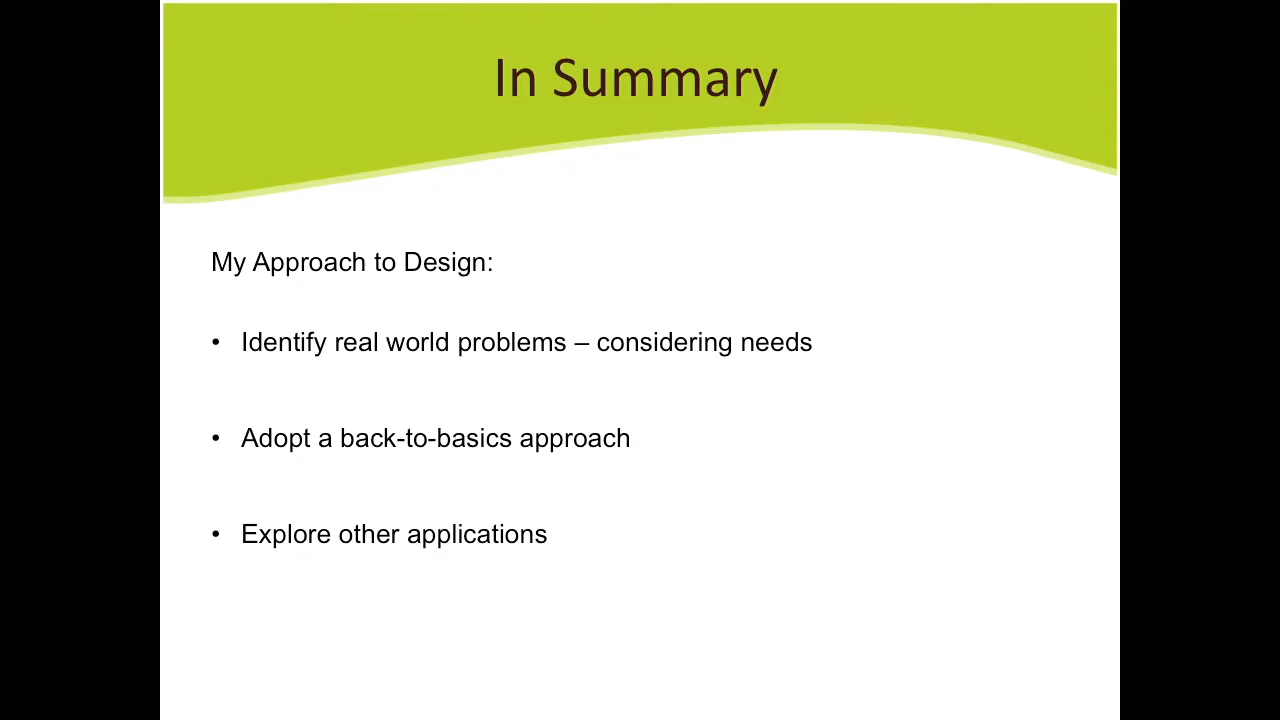 In Summary
My Approach to Design:
• Identify real world problems – considering needs
• Adopt a back-to-basics approach
• Explore other applications